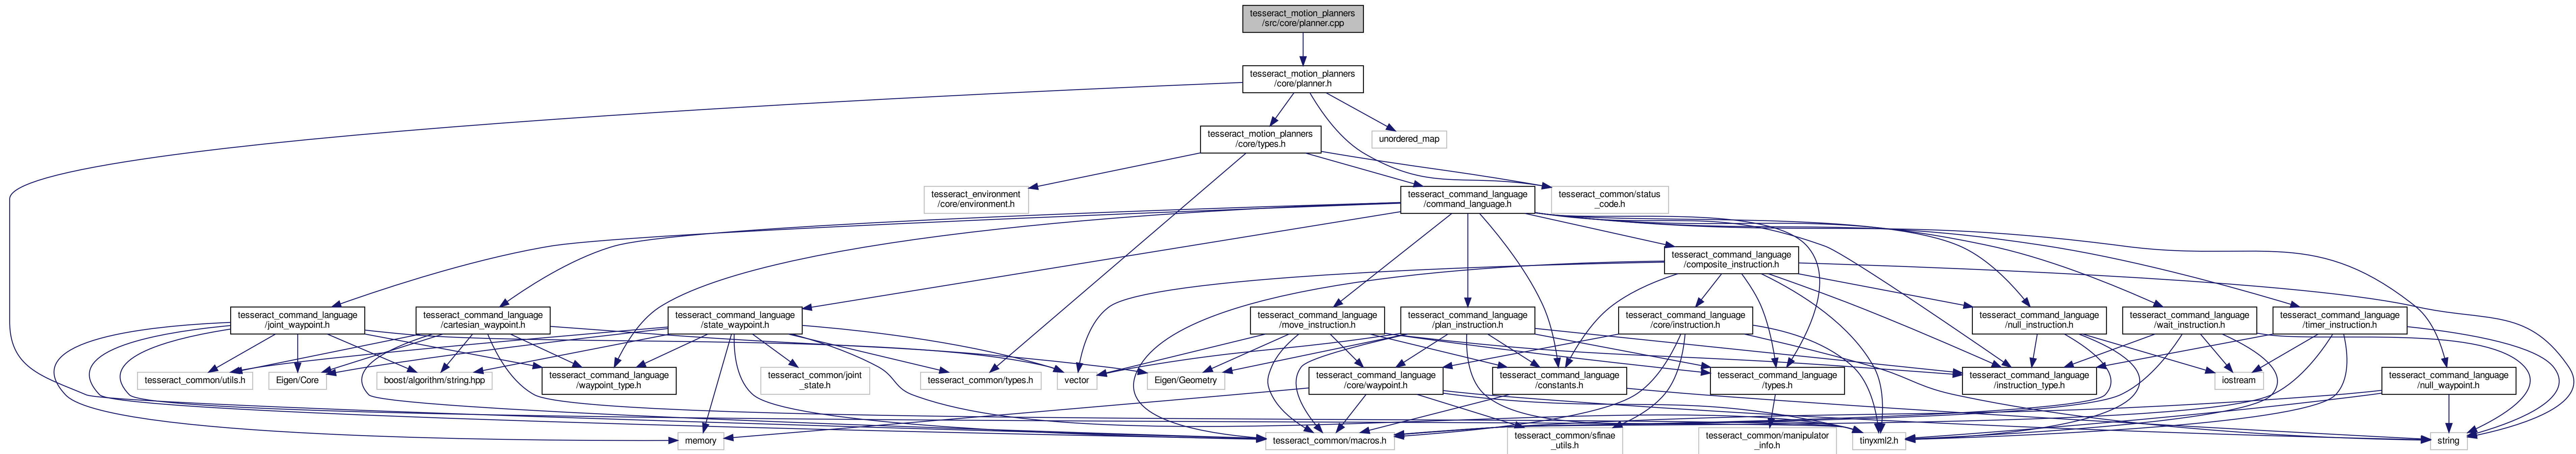 tesseract_motion_planners
/src/core/planner.cpp
tesseract_motion_planners
/core/planner.h
tesseract_motion_planners
/core/types.h
unordered_map
tesseract_environment
/core/environment.h
tesseract_command_language
/command_language.h
tesseract_common/status
_code.h
tesseract_command_language
/composite_instruction.h
tesseract_command_language
/joint_waypoint.h
tesseract_command_language
/cartesian_waypoint.h
tesseract_command_language
/state_waypoint.h
tesseract_command_language
/move_instruction.h
tesseract_command_language
/plan_instruction.h
tesseract_command_language
/core/instruction.h
tesseract_command_language
/null_instruction.h
tesseract_command_language
/wait_instruction.h
tesseract_command_language
/timer_instruction.h
tesseract_common/utils.h
Eigen/Core
boost/algorithm/string.hpp
tesseract_command_language
/waypoint_type.h
tesseract_common/joint
_state.h
tesseract_common/types.h
vector
Eigen/Geometry
tesseract_command_language
/core/waypoint.h
tesseract_command_language
/constants.h
tesseract_command_language
/types.h
tesseract_command_language
/instruction_type.h
iostream
tesseract_command_language
/null_waypoint.h
memory
tesseract_common/macros.h
tesseract_common/sfinae
_utils.h
tesseract_common/manipulator
_info.h
tinyxml2.h
string